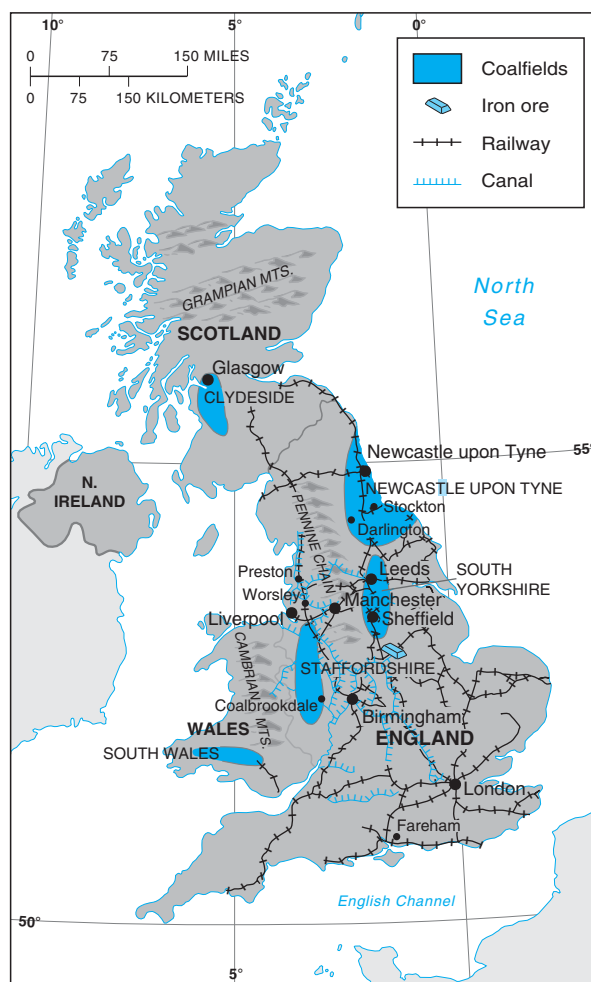 10°
5°
0°
0 75 150 MILES
0 75 150 KILOMETERS
Coalfields
Iron ore
Railway
Canal
North
Sea
GRAMPIAN MTS.
SCOTLAND
Glasgow
CLYDESIDE
Newcastle upon Tyne
55°
NEWCASTLE UPON TYNE
N.
IRELAND
Stockton
Darlington
PENNINE CHAIN
Preston
Leeds
SOUTH
YORKSHIRE
Worsley
Manchester
Liverpool
Sheffield
STAFFORDSHIRE
CAMBRIAN MTS.
Coalbrookdale
Birmingham
WALES
ENGLAND
SOUTH WALES
London
Fareham
English Channel
50°
5°
0°